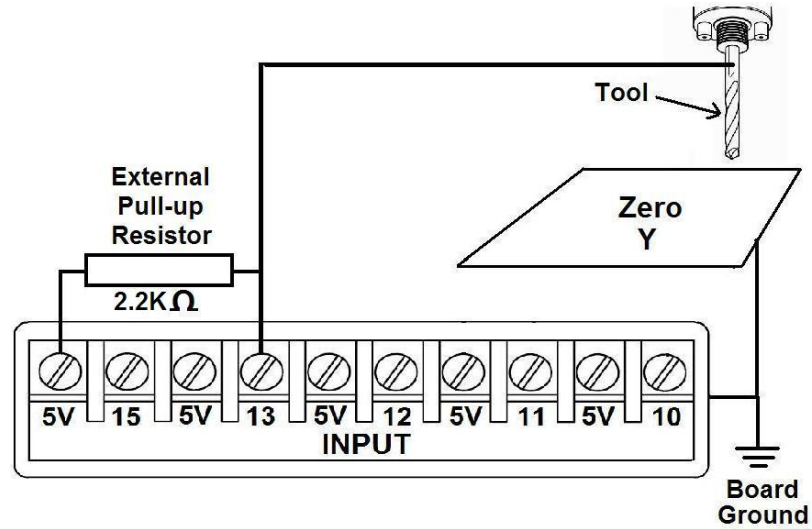 Tool
External
Pull-up
Resistor
Zero
Y
2.2KΩ
5V 15 5V 13 5V 12 5V 11 5V 10
INPUT
Board
Ground